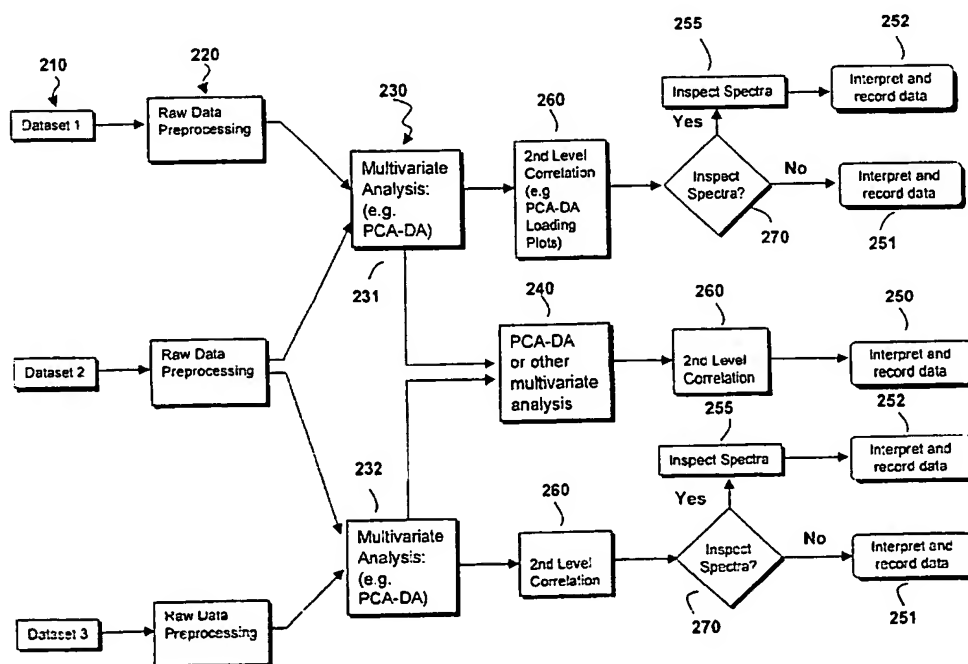 210
220
230
260
255
252
Dataset 1
Raw Data
Preprocessing
Multivariate
Analysis:
(e.g.
PCA-DA)
2nd Level
Correlation
(e.g
PCA-DA
Loading
Plots)
Inspect Spectra
Yes
Inspect
Spectra?
No
270
Interpret and
record data
Interpret and
record data
251
231
240
260
250
Dataset 2
Raw Data
Preprocessing
PCA-DA
or other
multivariate
analysis
2nd Level
Correlation
Interpret and
record data
232
260
255
252
Inspect Spectra
Yes
Interpret and
record data
Dataset 3
Raw Data
Preprocessing
Multivariate
Analysis:
(e.g.
PCA-DA)
2nd Level
Correlation
Inspect
Spectra?
No
270
Interpret and
record data
251